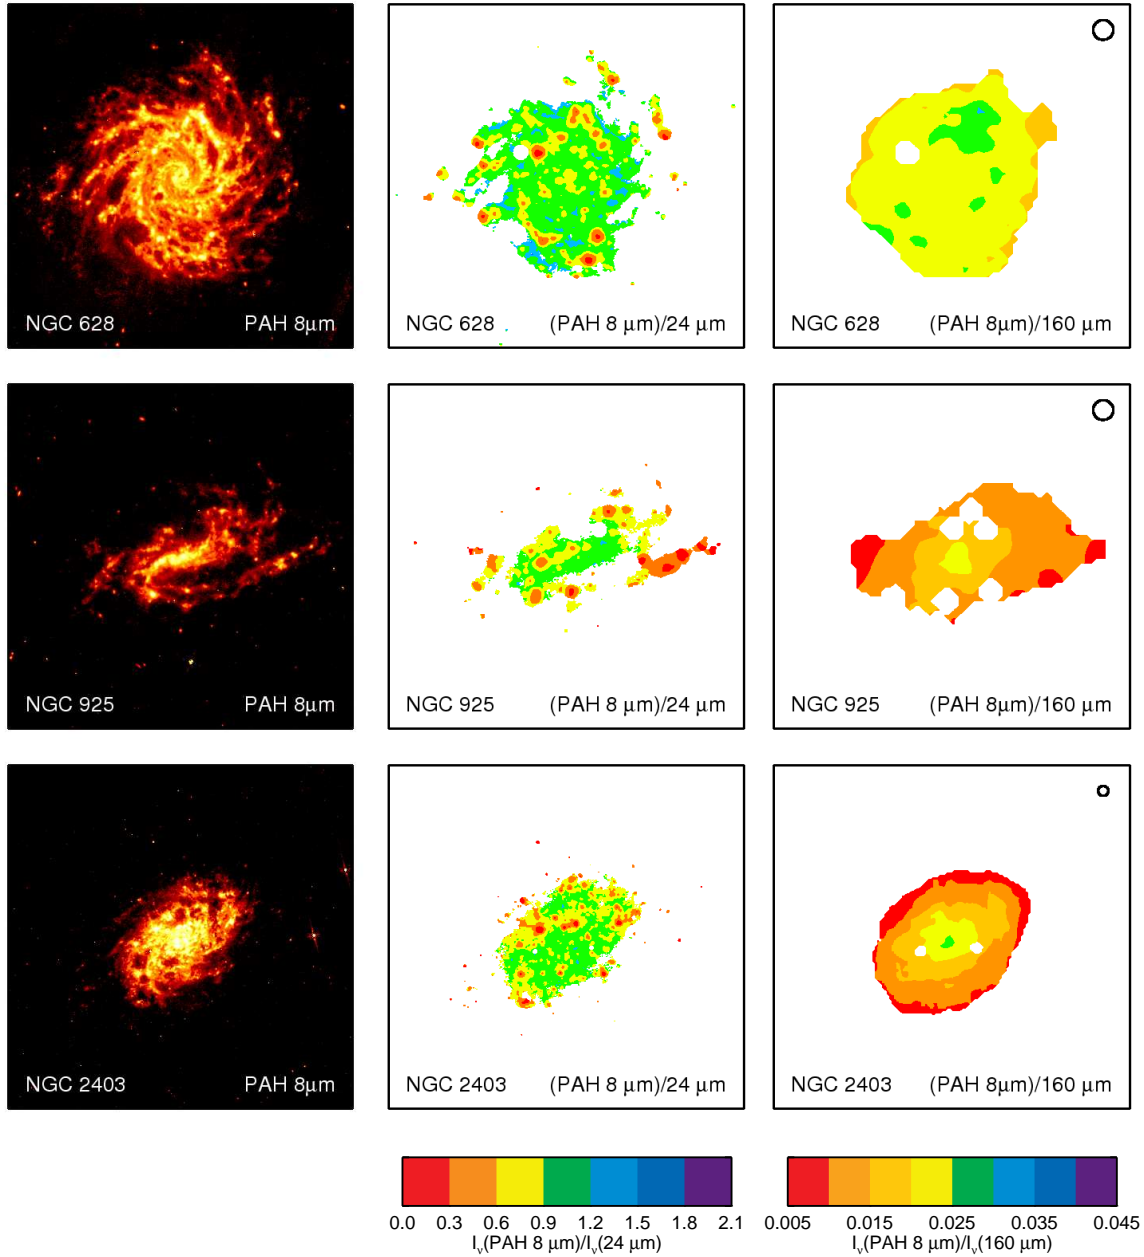 NGC 628 PAH 8μm
NGC 628 (PAH 8 μm)/24 μm
NGC 628 (PAH 8μm)/160 μm
NGC 925 PAH 8μm
NGC 925 (PAH 8 μm)/24 μm
NGC 925 (PAH 8μm)/160 μm
NGC 2403 PAH 8μm
NGC 2403 (PAH 8 μm)/24 μm
NGC 2403 (PAH 8μm)/160 μm
0.0 0.3 0.6 0.9 1.2 1.5 1.8 2.1
Iν(PAH 8 μm)/Iν(24 μm)
0.005 0.015 0.025 0.035 0.045
Iν(PAH 8 μm)/Iν(160 μm)